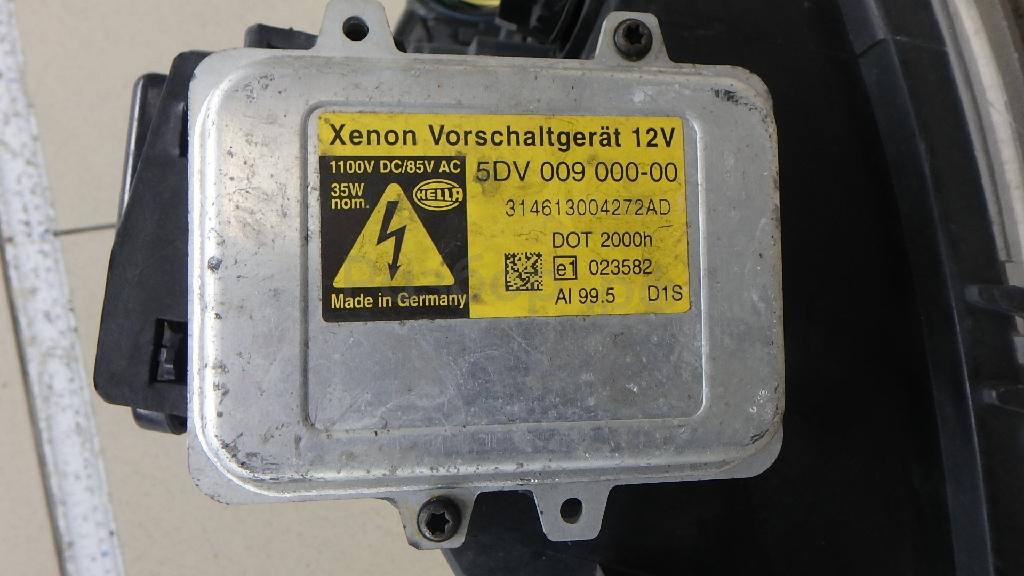 Xenon Vorschaltgerät 12V
1100V DC/85V AC
35W
nom.
HELLA
5DV 009 000-00
314613004272AD
DOT 2000h
e1 023582
AI 99.5 D1S
Made in Germany